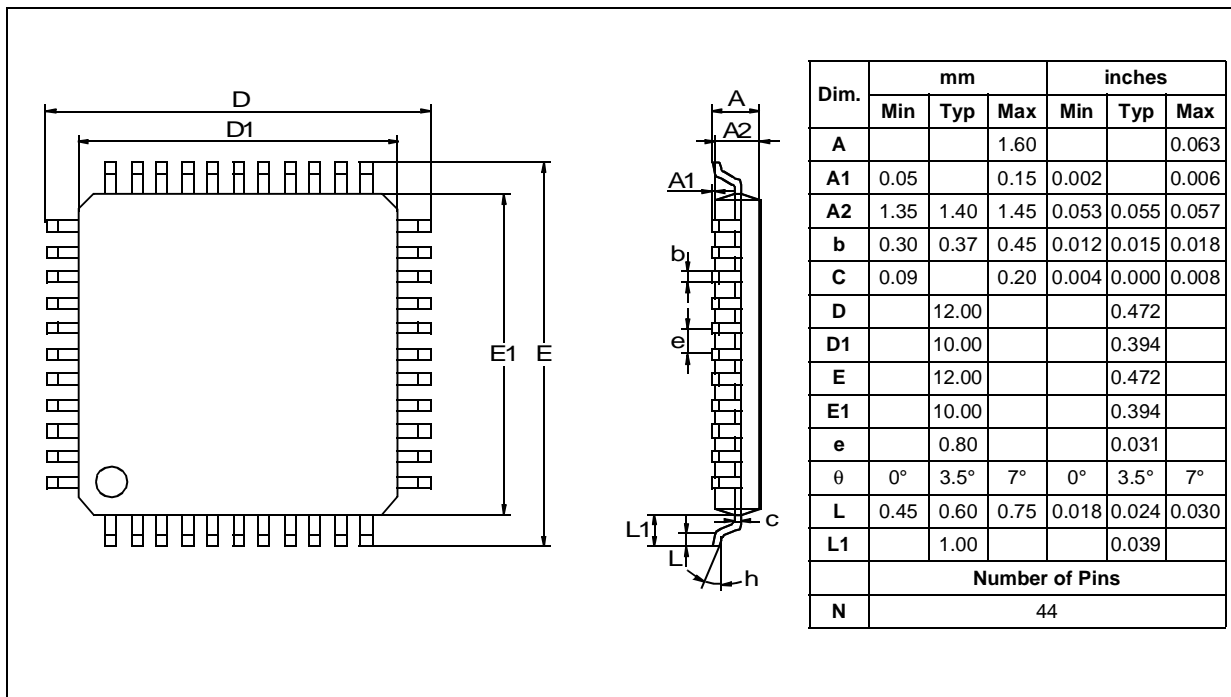 D
D1
A
A2
A1
b
e
E1
E
L1
L
c
h
Dim. mm inches
Min Typ Max Min Typ Max
A 1.60 0.063
A1 0.05 0.15 0.002 0.006
A2 1.35 1.40 1.45 0.053 0.055 0.057
b 0.30 0.37 0.45 0.012 0.015 0.018
C 0.09 0.20 0.004 0.000 0.008
D 12.00 0.472
D1 10.00 0.394
E 12.00 0.472
E1 10.00 0.394
e 0.80 0.031
θ 0° 3.5° 7° 0° 3.5° 7°
L 0.45 0.60 0.75 0.018 0.024 0.030
L1 1.00 0.039
Number of Pins
N 44